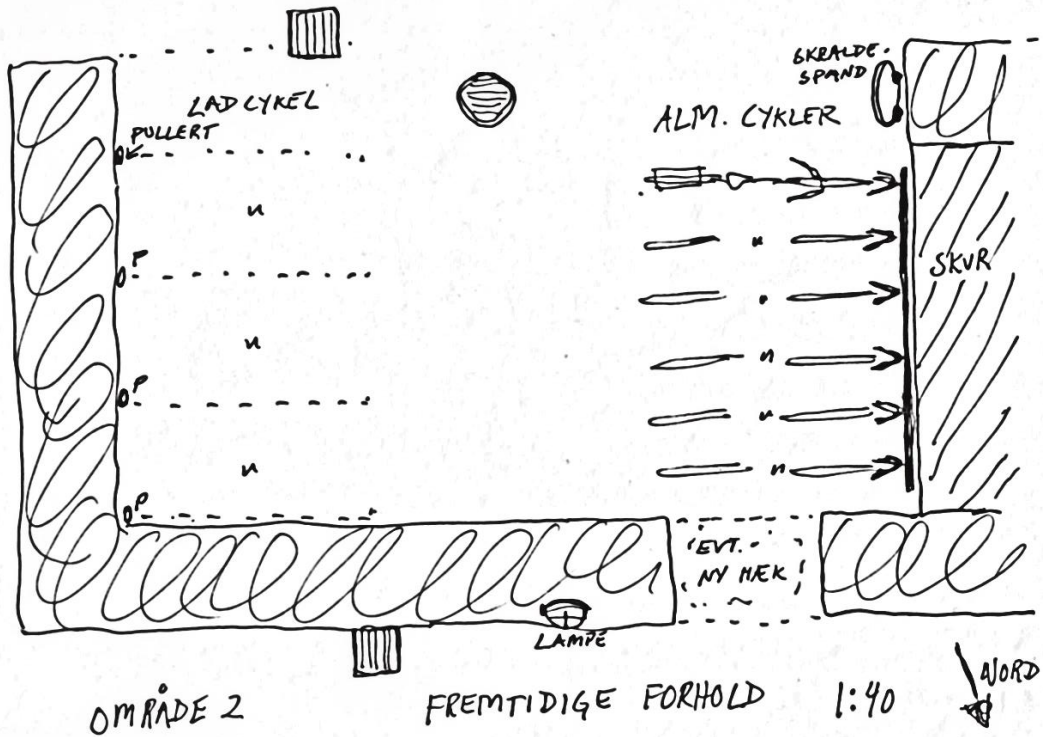 SKRALDE-
SPAND
LADCYKEL
ALM. CYKLER
PULLERT
"
"
P
"
SKUR
"
"
P
"
"
"
P
EVT.
NY HÆK
LAMPE
OMRÅDE 2
FREMTIDIGE FORHOLD
1:40
NORD